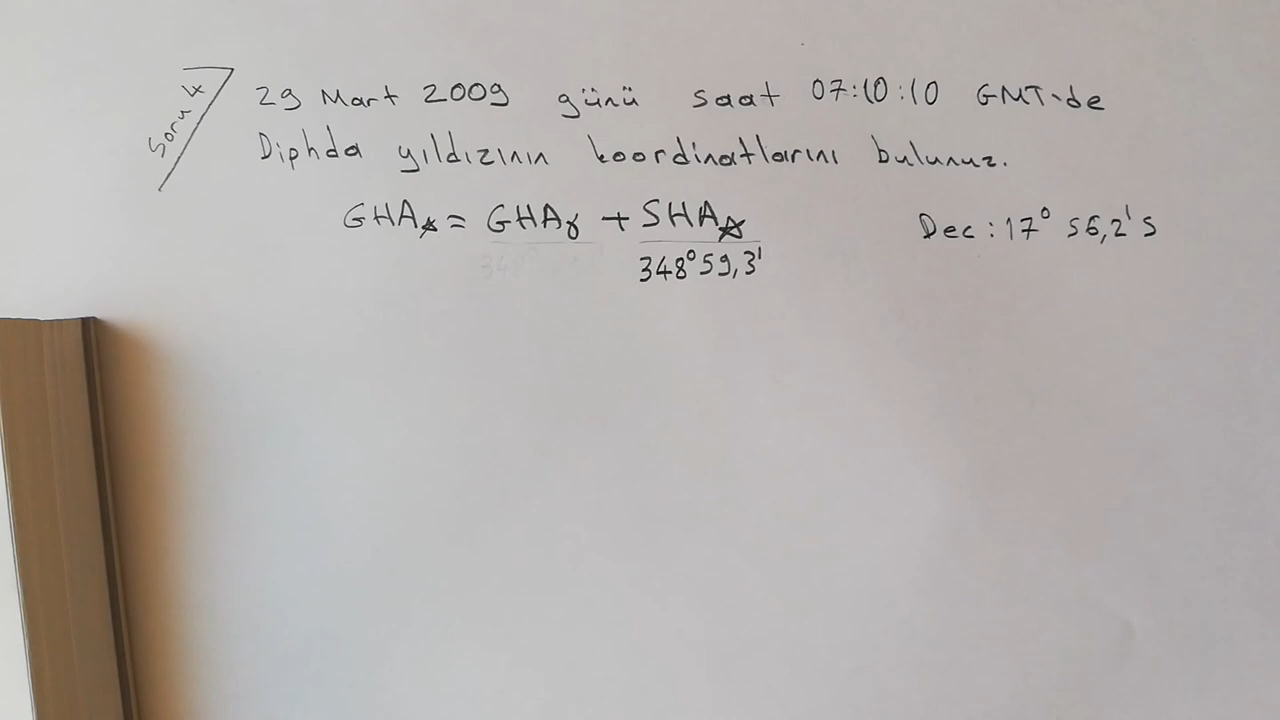 Soru 4
29 Mart 2009 günü saat 07:10:10 GMT'de
Diphda yıldızının koordinatlarını bulunuz.
GHA☆ = GHAɤ + SHA☆ Dec : 17° 56,2' S
348° 59,3'